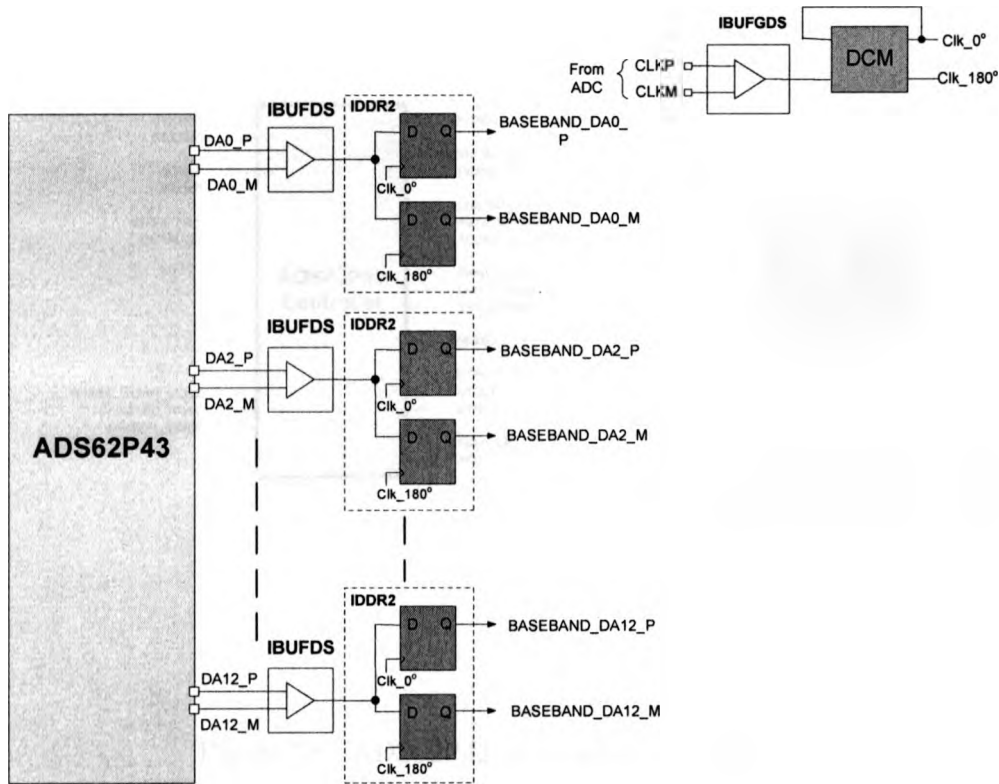 IBUFGDS
From
ADC
CLKP
CLKM
DCM
Clk_0°
Clk_180°
ADS62P43
DA0_P
DA0_M
IBUFDS
IDDR2
D Q
Clk_0°
BASEBAND_DA0_
P
D Q
Clk_180°
BASEBAND_DA0_M
DA2_P
DA2_M
IBUFDS
IDDR2
D Q
Clk_0°
BASEBAND_DA2_P
D Q
Clk_180°
BASEBAND_DA2_M
DA12_P
DA12_M
IBUFDS
IDDR2
D Q
Clk_0°
BASEBAND_DA12_P
D Q
Clk_180°
BASEBAND_DA12_M